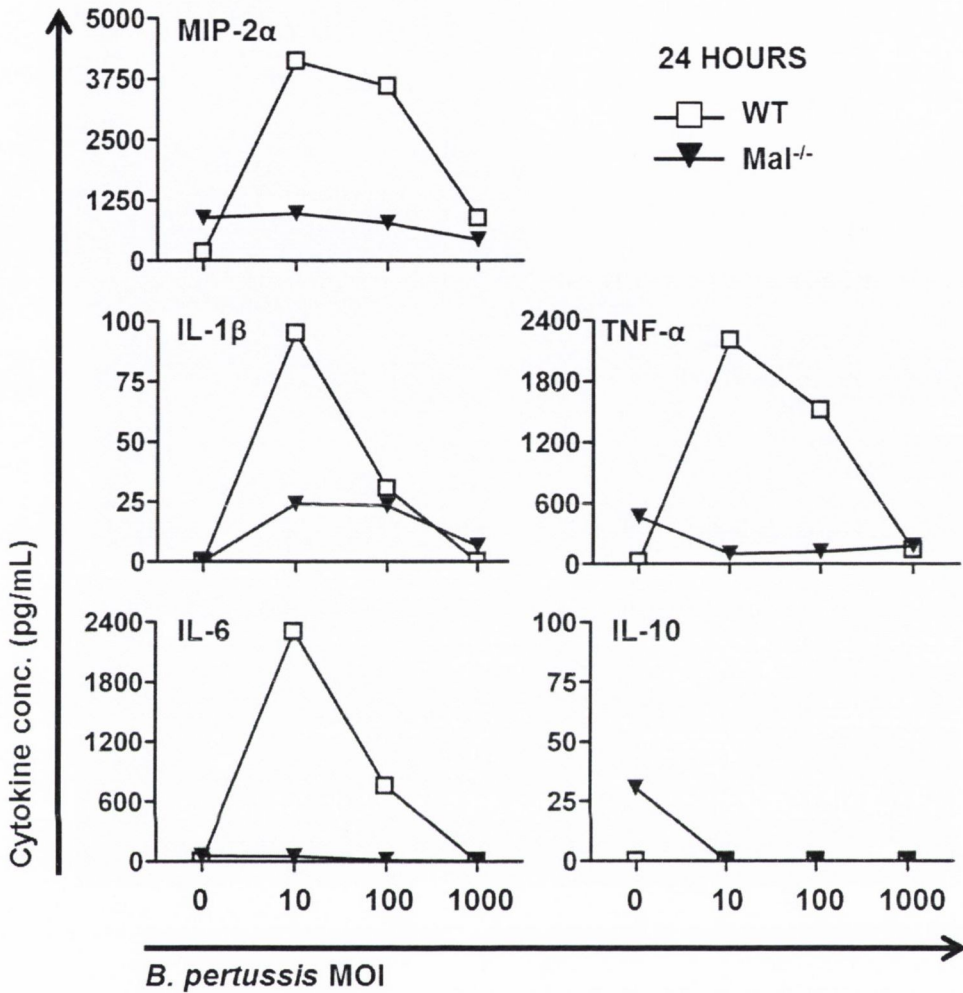 5000
3750
2500
1250
0
MIP-2α
24 HOURS
WT
Mal-/-
100
75
50
25
0
IL-1β
2400
1800
1200
600
0
TNF-α
2400
1800
1200
600
0
IL-6
0 10 100 1000
100
75
50
25
0
IL-10
0 10 100 1000
Cytokine conc. (pg/mL)
B. pertussis MOI